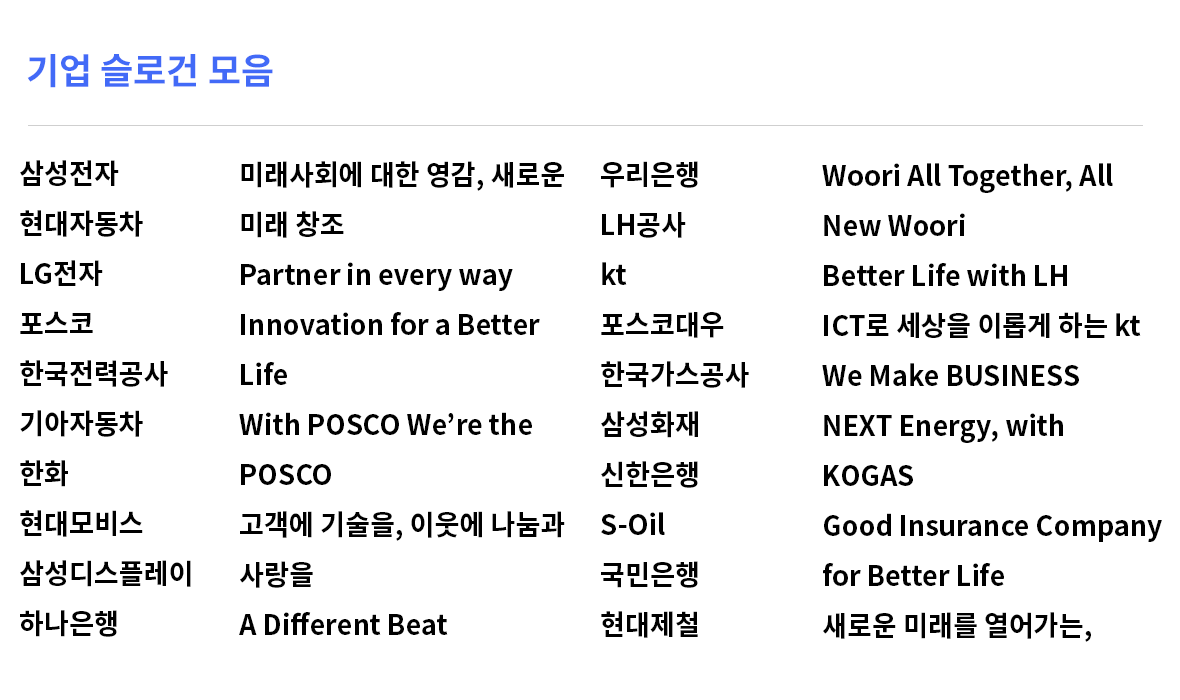 기업 슬로건 모음
삼성전자
현대자동차
LG전자
포스코
한국전력공사
기아자동차
한화
현대모비스
삼성디스플레이
하나은행
미래사회에 대한 영감, 새로운
미래 창조
Partner in every way
Innovation for a Better
Life
With POSCO We’re the
POSCO
고객에 기술을, 이웃에 나눔과
사랑을
A Different Beat
우리은행
LH공사
kt
포스코대우
한국가스공사
삼성화재
신한은행
S-Oil
국민은행
현대제철
Woori All Together, All
New Woori
Better Life with LH
ICT로 세상을 이롭게 하는 kt
We Make BUSINESS
NEXT Energy, with
KOGAS
Good Insurance Company
for Better Life
새로운 미래를 열어가는,